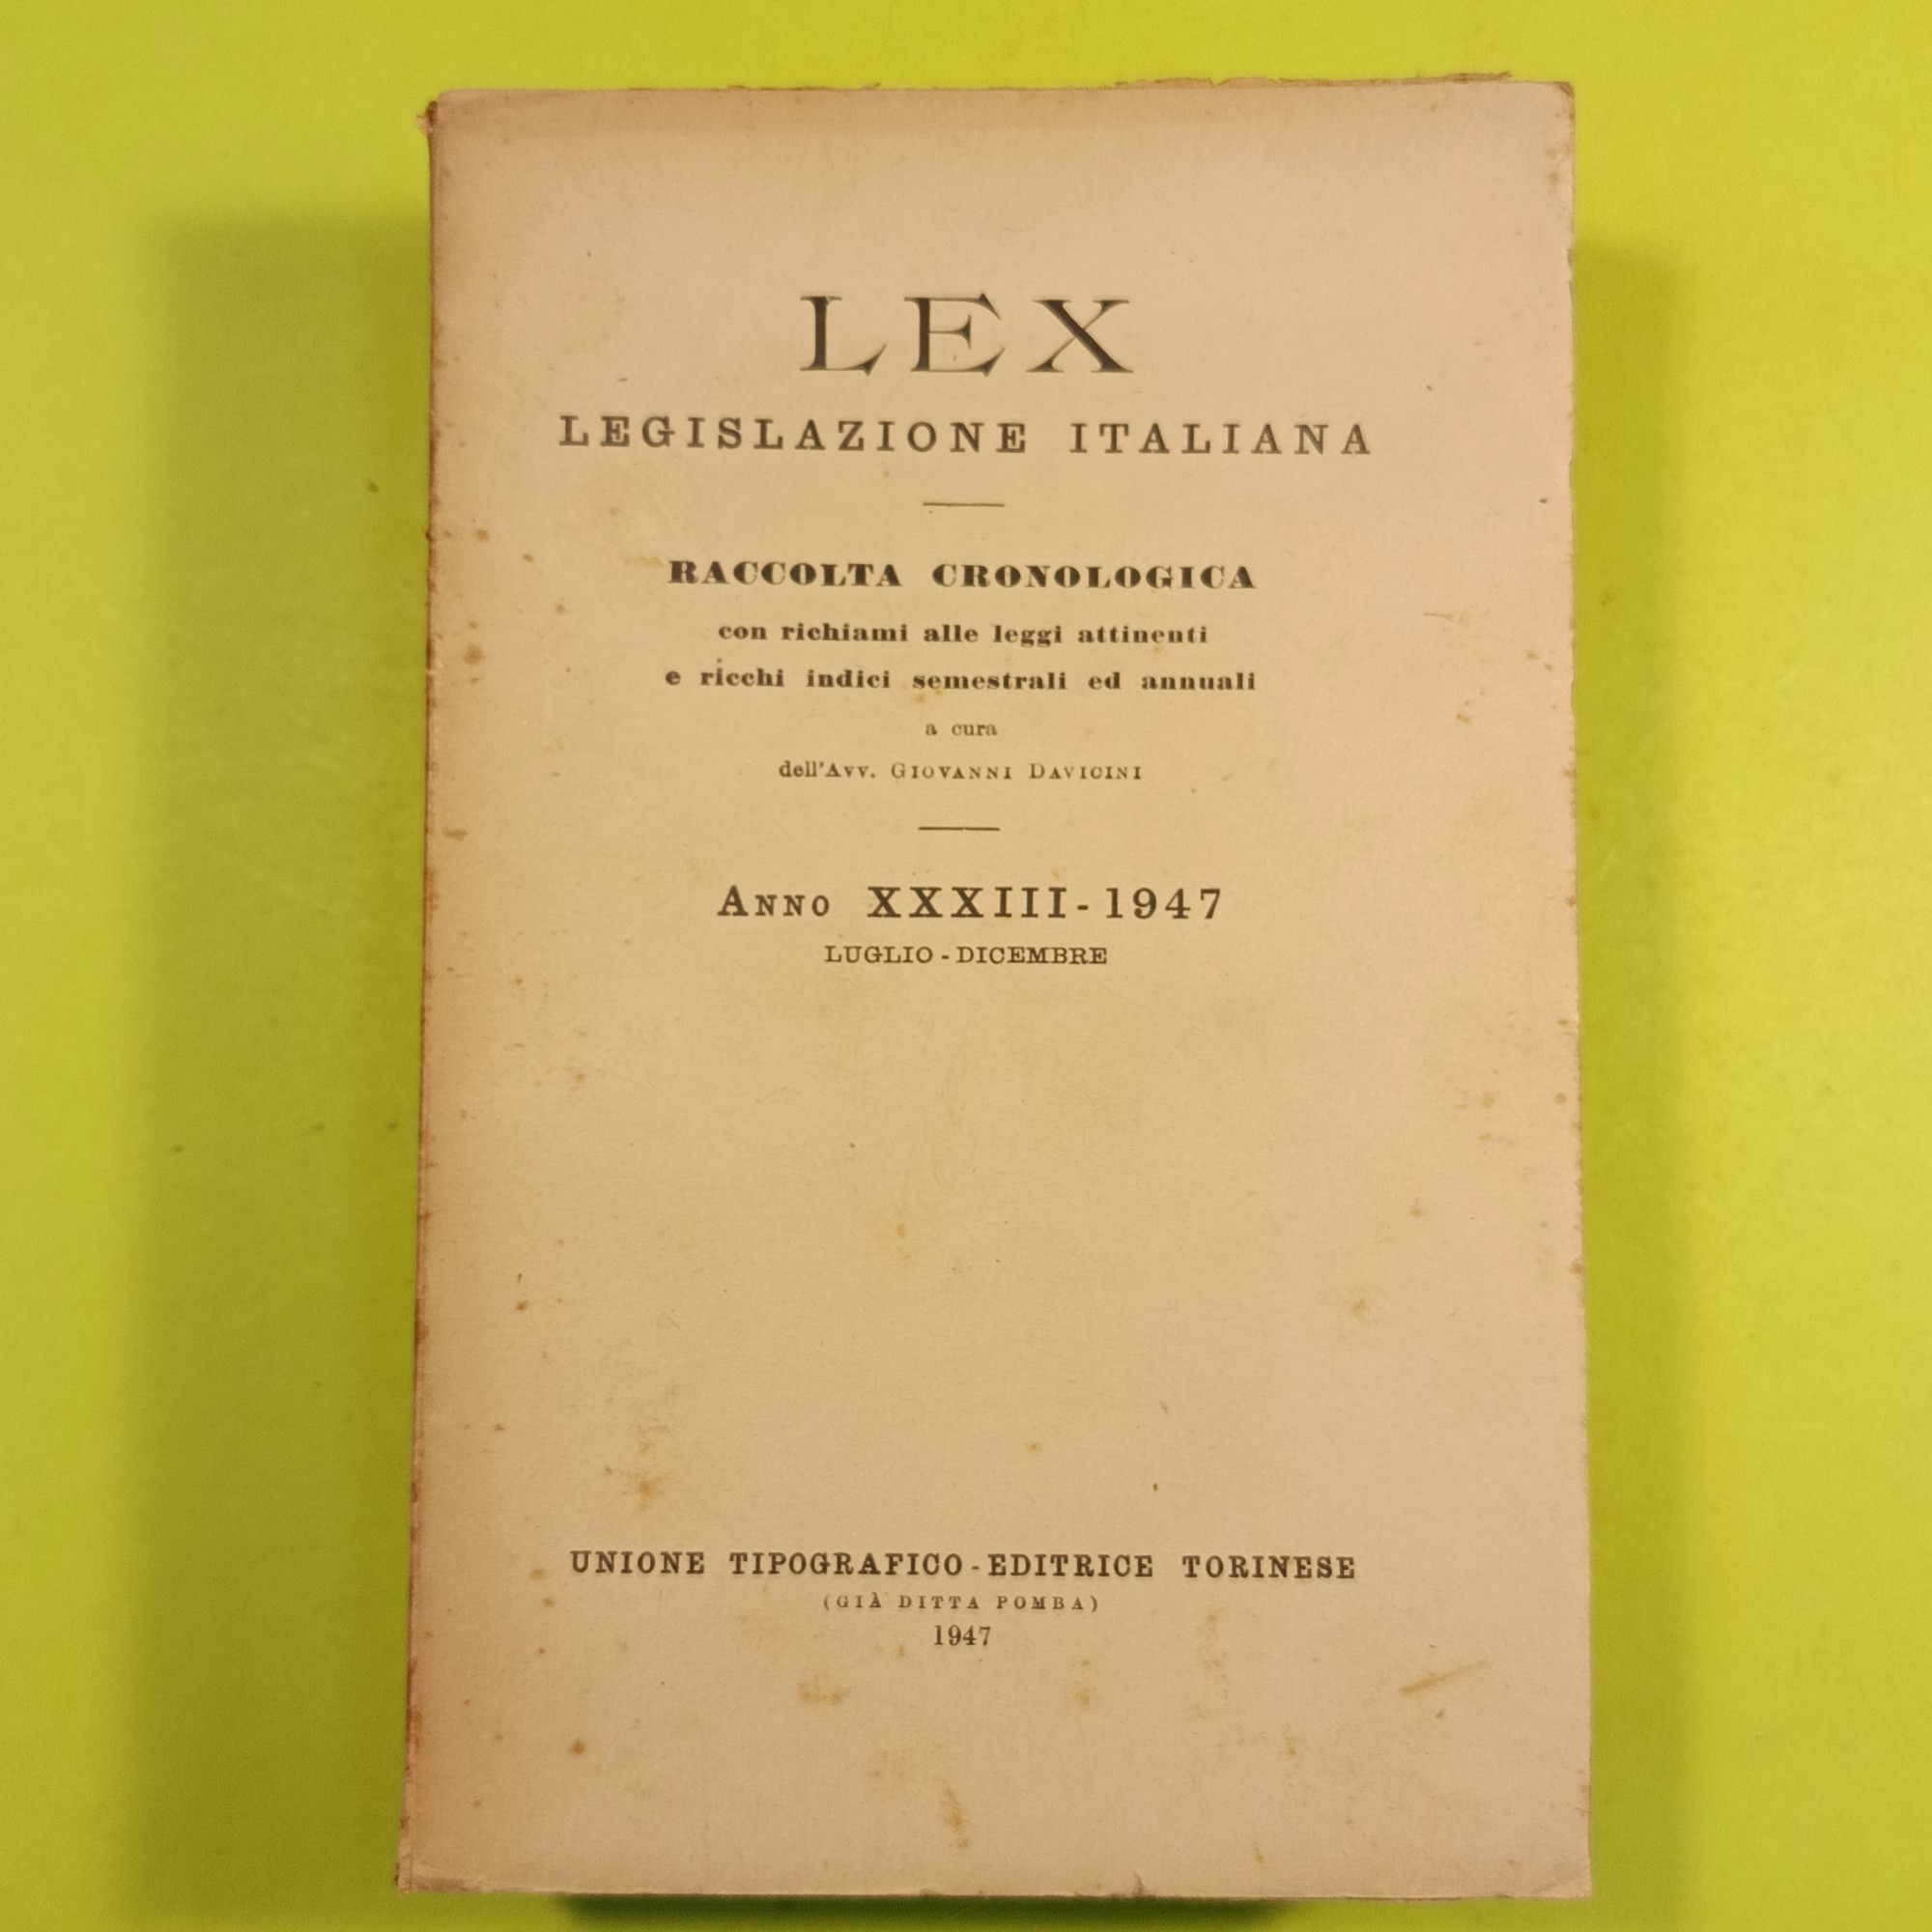 LEX
LEGISLAZIONE ITALIANA
RACCOLTA CRONOLOGICA
con richiami alle leggi attinenti
e ricchi indici semestrali ed annuali
a cura
dell'Avv. GIOVANNI DAVICINI
ANNO XXXIII - 1947
LUGLIO - DICEMBRE
UNIONE TIPOGRAFICO - EDITRICE TORINESE
(GIÀ DITTA POMBA)
1947